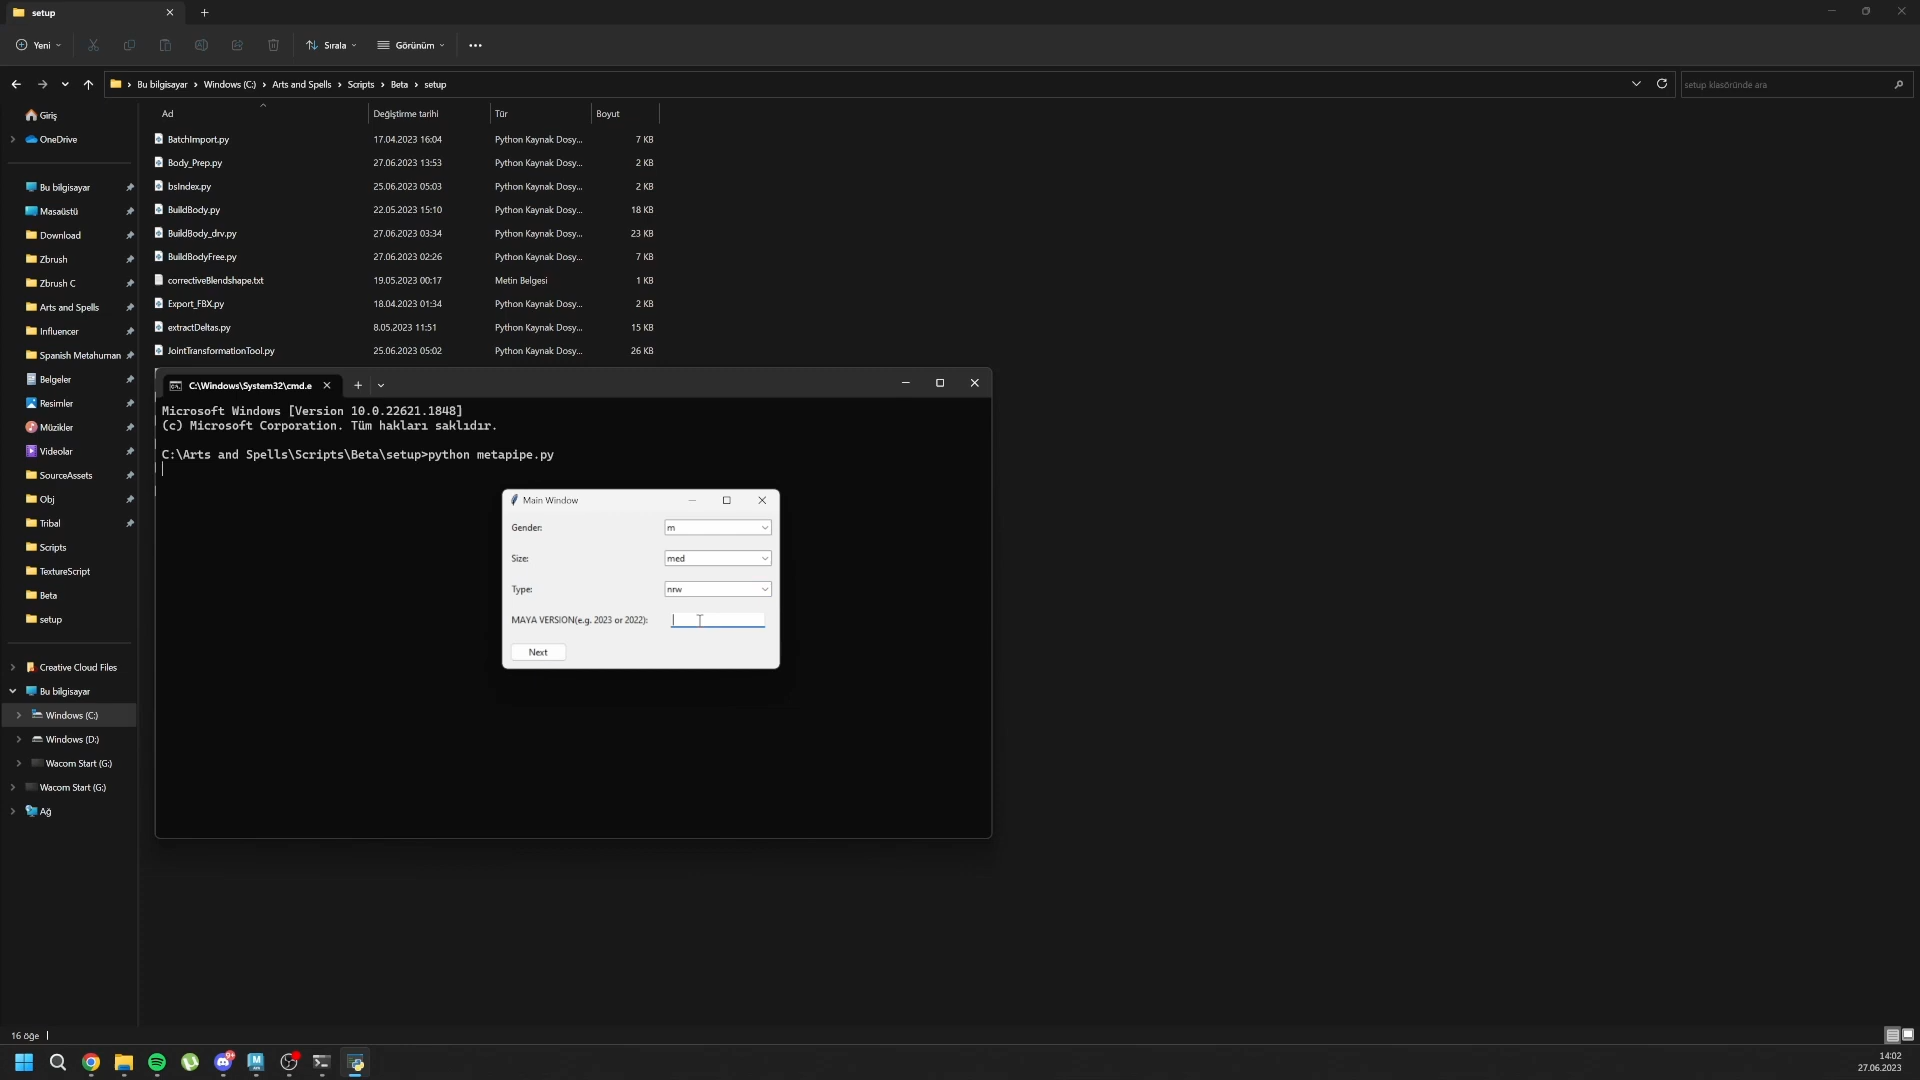 setup
Yeni
Sırala
Görünüm
Bu bilgisayar › Windows (C:) › Arts and Spells › Scripts › Beta › setup
setup klasöründe ara
Giriş
OneDrive
Bu bilgisayar
Masaüstü
Download
Zbrush
Zbrush C
Arts and Spells
Influencer
Spanish Metahuman
Belgeler
Resimler
Müzikler
Videolar
SourceAssets
Obj
Tribal
Scripts
TextureScript
Beta
setup
Creative Cloud Files
Bu bilgisayar
Windows (C:)
Windows (D:)
Wacom Start (G:)
Wacom Start (G:)
Ağ
Ad Değiştirme tarihi Tür Boyut
BatchImport.py 17.04.2023 16:04 Python Kaynak Dosy... 7 KB
Body_Prep.py 27.06.2023 13:53 Python Kaynak Dosy... 2 KB
bsIndex.py 25.06.2023 05:03 Python Kaynak Dosy... 2 KB
BuildBody.py 22.05.2023 15:10 Python Kaynak Dosy... 18 KB
BuildBody_drv.py 27.06.2023 03:34 Python Kaynak Dosy... 23 KB
BuildBodyFree.py 27.06.2023 02:26 Python Kaynak Dosy... 7 KB
correctiveBlendshape.txt 19.05.2023 00:17 Metin Belgesi 1 KB
Export_FBX.py 18.04.2023 01:34 Python Kaynak Dosy... 2 KB
extractDeltas.py 8.05.2023 11:51 Python Kaynak Dosy... 15 KB
JointTransformationTool.py 25.06.2023 05:02 Python Kaynak Dosy... 26 KB
C:\Windows\System32\cmd.e
Microsoft Windows [Version 10.0.22621.1848]
(c) Microsoft Corporation. Tüm hakları saklıdır.
C:\Arts and Spells\Scripts\Beta\setup>python metapipe.py
Main Window
Gender: m
Size: med
Type: nrw
MAYA VERSION(e.g. 2023 or 2022):
Next
16 öğe
14:02
27.06.2023